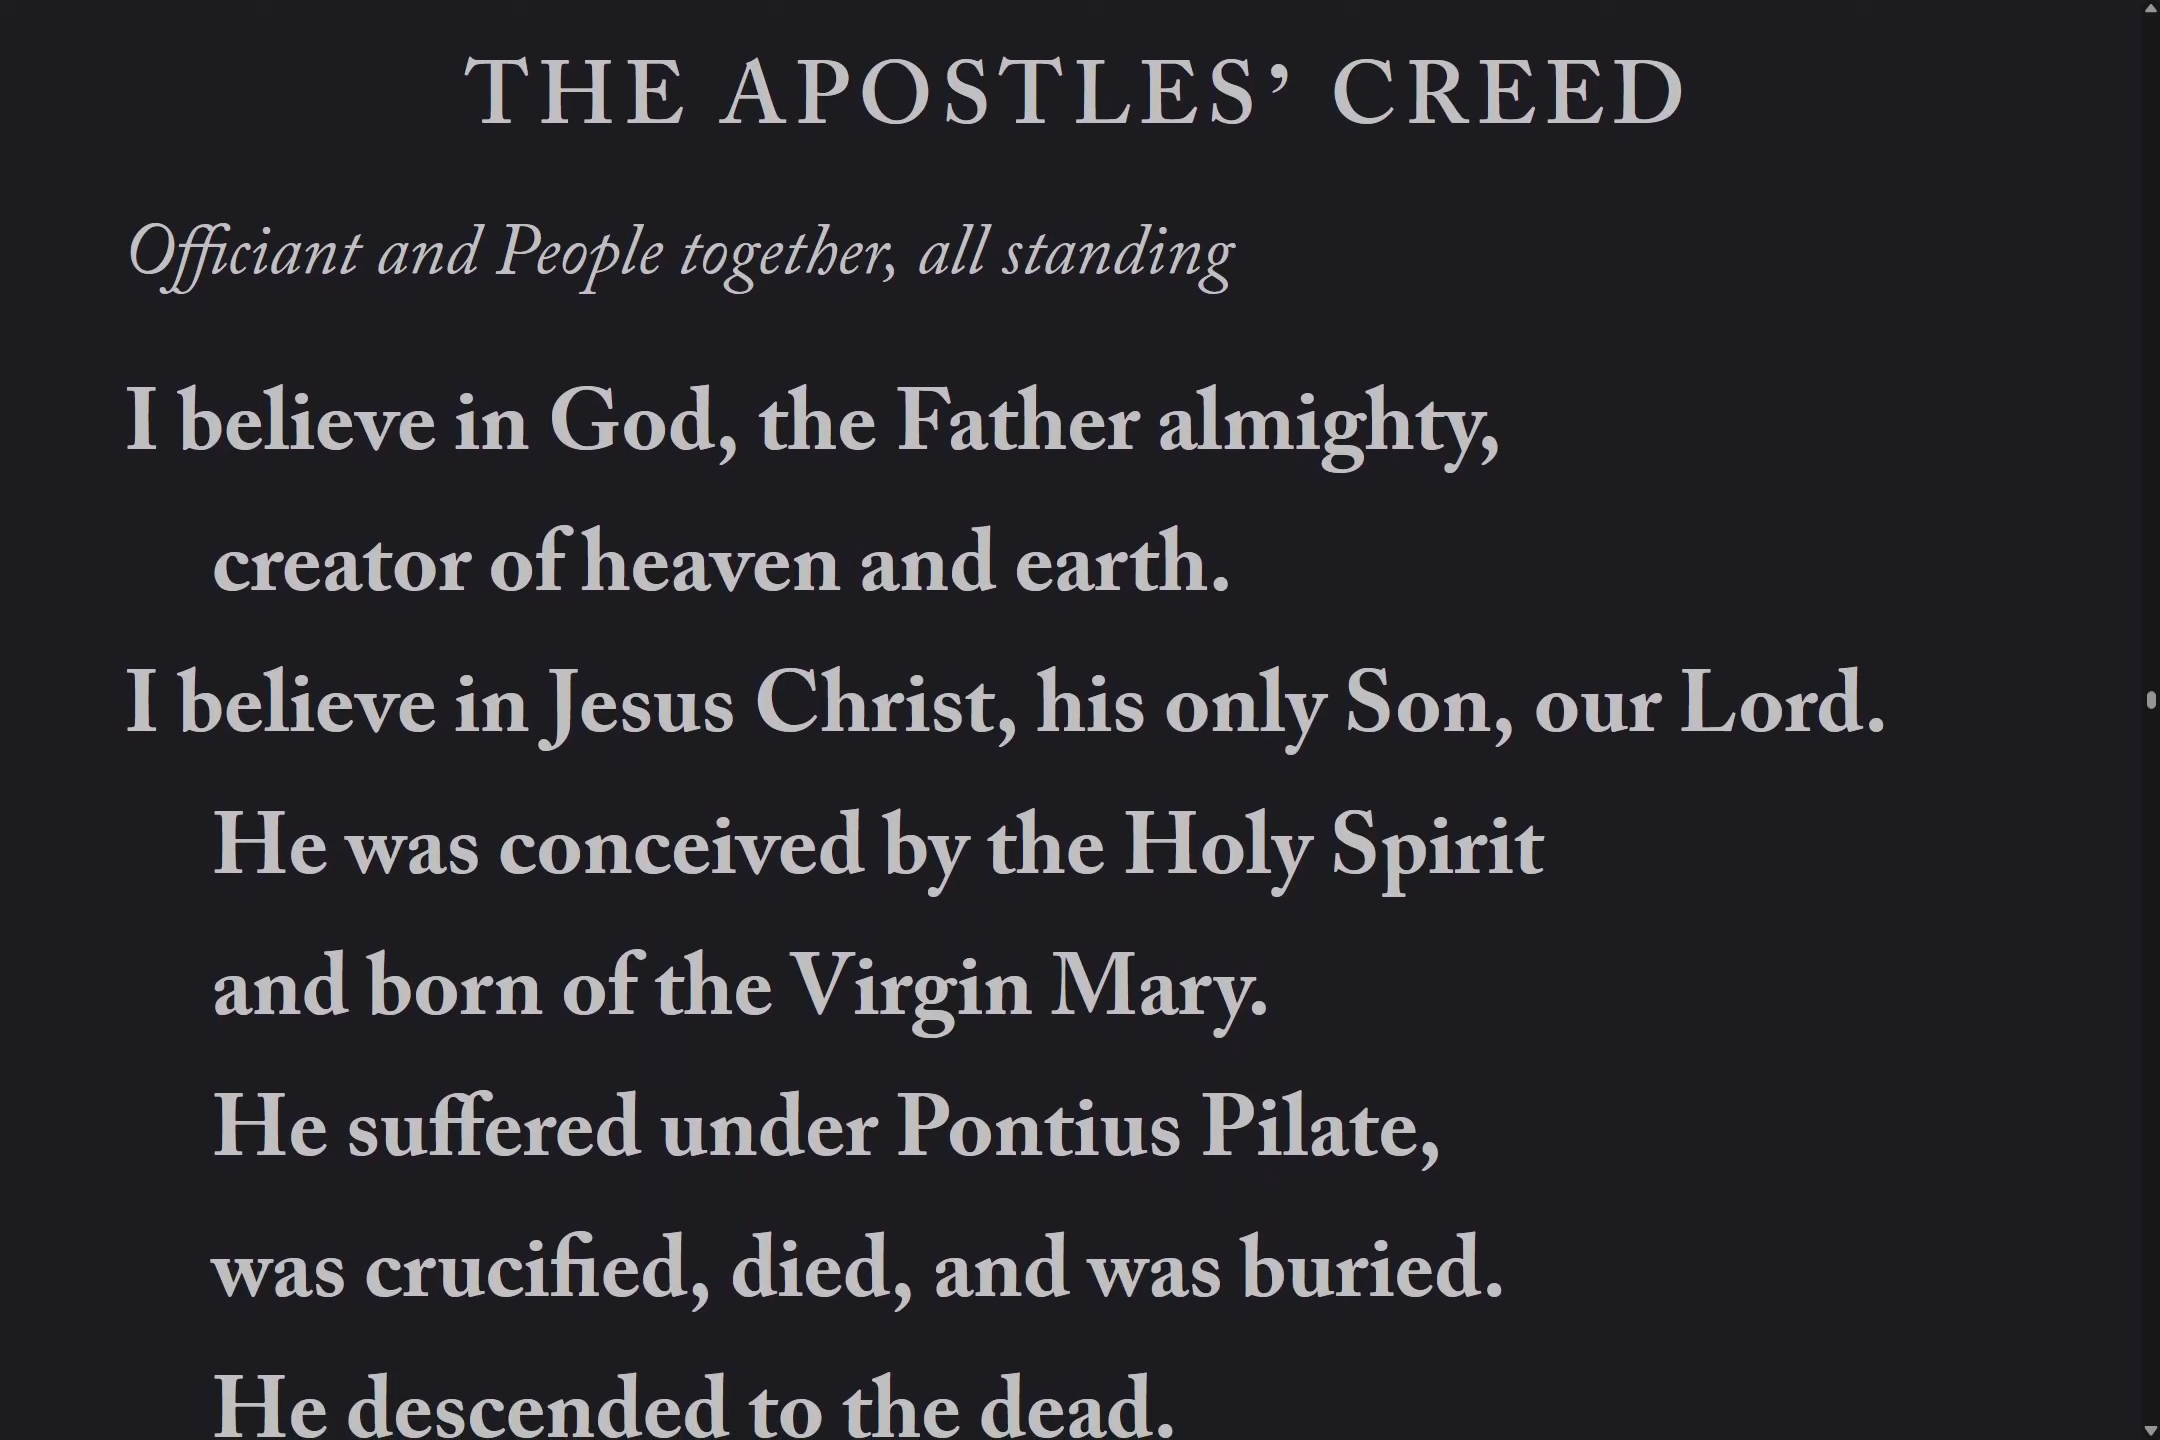 THE APOSTLES’ CREED
Officiant and People together, all standing
I believe in God, the Father almighty,
creator of heaven and earth.
I believe in Jesus Christ, his only Son, our Lord.
He was conceived by the Holy Spirit
and born of the Virgin Mary.
He suffered under Pontius Pilate,
was crucified, died, and was buried.
He descended to the dead.